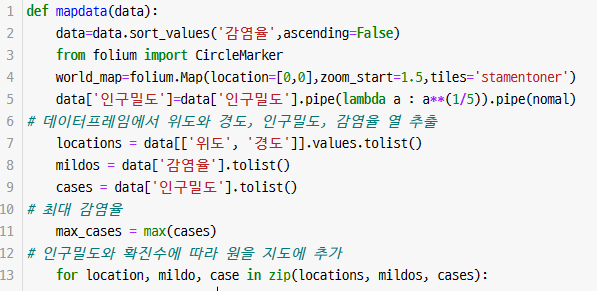 1 def mapdata(data):
2     data=data.sort_values('감염율',ascending=False)
3     from folium import CircleMarker
4     world_map=folium.Map(location=[0,0],zoom_start=1.5,tiles='stamentoner')
5     data['인구밀도']=data['인구밀도'].pipe(lambda a : a**(1/5)).pipe(nomal)
6 # 데이터프레임에서 위도와 경도, 인구밀도, 감염율 열 추출
7     locations = data[['위도', '경도']].values.tolist()
8     mildos = data['감염율'].tolist()
9     cases = data['인구밀도'].tolist()
10 # 최대 감염율
11     max_cases = max(cases)
12 # 인구밀도와 확진수에 따라 원을 지도에 추가
13     for location, mildo, case in zip(locations, mildos, cases):